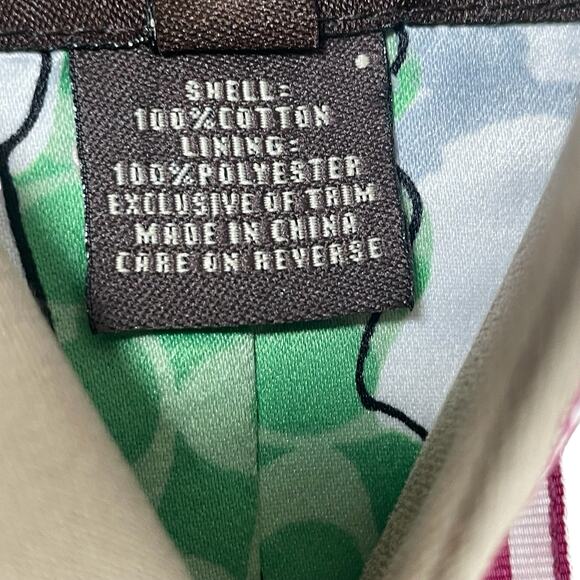 SHELL:
100%COTTON
LINING:
100%POLYESTER
EXCLUSIVE OF TRIM
MADE IN CHINA
CARE ON REVERSE